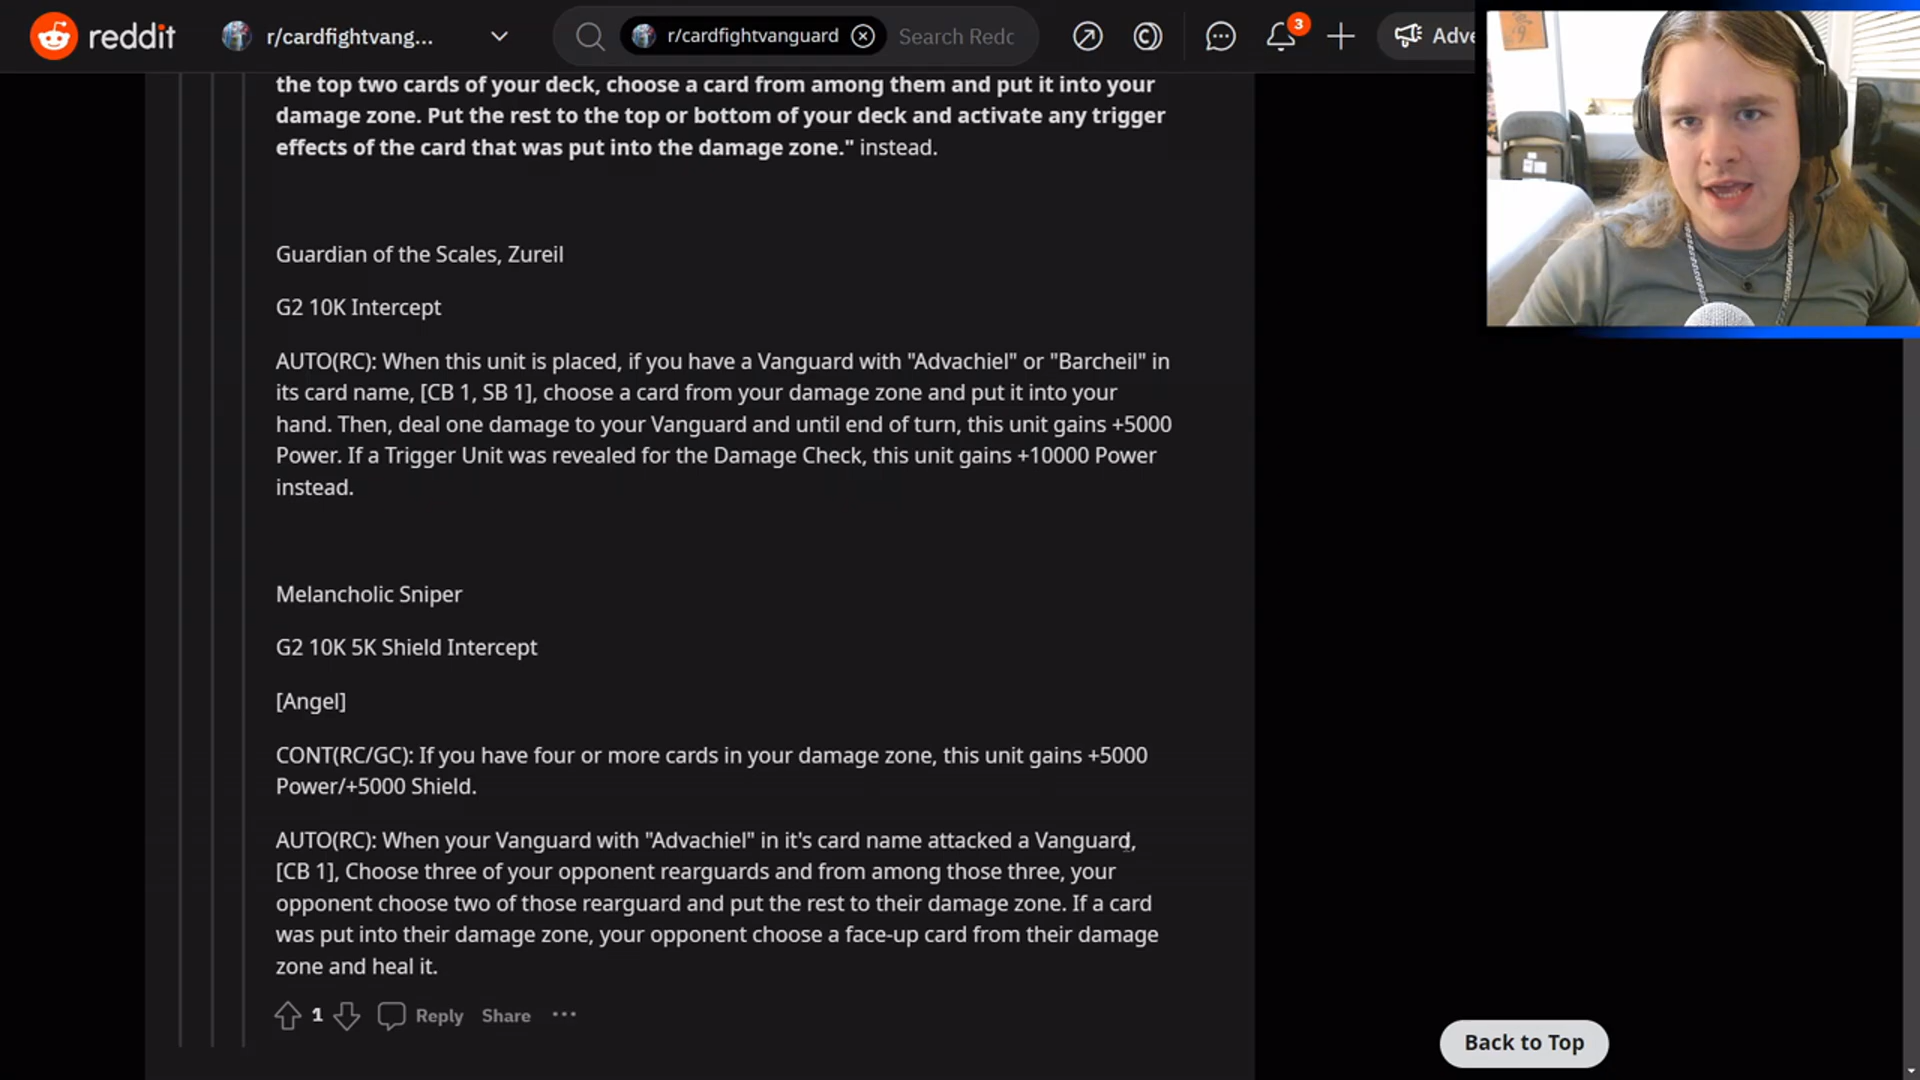 reddit
r/cardfightvang...
r/cardfightvanguard
Search Redc
3
Adve
the top two cards of your deck, choose a card from among them and put it into your
damage zone. Put the rest to the top or bottom of your deck and activate any trigger
effects of the card that was put into the damage zone." instead.
Guardian of the Scales, Zureil
G2 10K Intercept
AUTO(RC): When this unit is placed, if you have a Vanguard with "Advachiel" or "Barcheil" in
its card name, [CB 1, SB 1], choose a card from your damage zone and put it into your
hand. Then, deal one damage to your Vanguard and until end of turn, this unit gains +5000
Power. If a Trigger Unit was revealed for the Damage Check, this unit gains +10000 Power
instead.
Melancholic Sniper
G2 10K 5K Shield Intercept
[Angel]
CONT(RC/GC): If you have four or more cards in your damage zone, this unit gains +5000
Power/+5000 Shield.
AUTO(RC): When your Vanguard with "Advachiel" in it's card name attacked a Vanguard,
[CB 1], Choose three of your opponent rearguards and from among those three, your
opponent choose two of those rearguard and put the rest to their damage zone. If a card
was put into their damage zone, your opponent choose a face-up card from their damage
zone and heal it.
1
Reply
Share
Back to Top